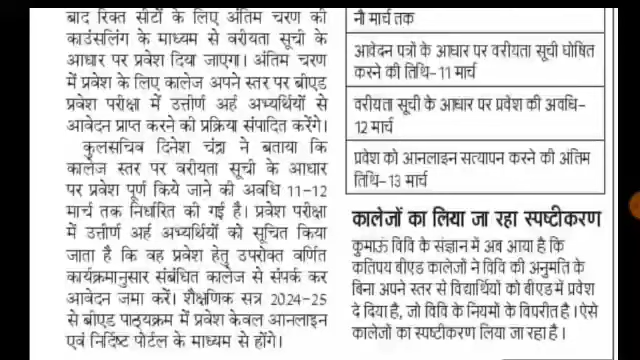 बाद रिक्त सीटों के लिए अंतिम चरण की
काउंसलिंग के माध्यम से वरीयता सूची के
आधार पर प्रवेश दिया जाएगा। अंतिम चरण
में प्रवेश के लिए कालेज अपने स्तर पर बीएड
प्रवेश परीक्षा में उत्तीर्ण अर्ह अभ्यर्थियों से
आवेदन प्राप्त करने की प्रक्रिया संपादित करेंगे।
कुलसचिव दिनेश चंद्रा ने बताया कि
कालेज स्तर पर वरीयता सूची के आधार
पर प्रवेश पूर्ण किये जाने की अवधि 11-12
मार्च तक निर्धारित की गई है। प्रवेश परीक्षा
में उत्तीर्ण अर्ह अभ्यर्थियों को सूचित किया
जाता है कि वह प्रवेश हेतु उपरोक्त वर्णित
कार्यक्रमानुसार संबंधित कालेज से संपर्क कर
आवेदन जमा करें। शैक्षणिक सत्र 2024-25
से बीएड पाठ्यक्रम में प्रवेश केवल आनलाइन
एवं निर्दिष्ट पोर्टल के माध्यम से होंगे।
नौ मार्च तक
आवेदन पत्रों के आधार पर वरीयता सूची घोषित
करने की तिथि- 11 मार्च
वरीयता सूची के आधार पर प्रवेश की अवधि-
12 मार्च
प्रवेश को आनलाइन सत्यापन करने की अंतिम
तिथि- 13 मार्च
कालेजों का लिया जा रहा स्पष्टीकरण
कुमाऊं विवि के संज्ञान में अब आया है कि
कतिपय बीएड कालेजों ने विवि की अनुमति के
बिना अपने स्तर से विद्यार्थियों को बीएड में प्रवेश
दे दिया है, जो विवि के नियमों के विपरीत है। ऐसे
कालेजों का स्पष्टीकरण लिया जा रहा है।